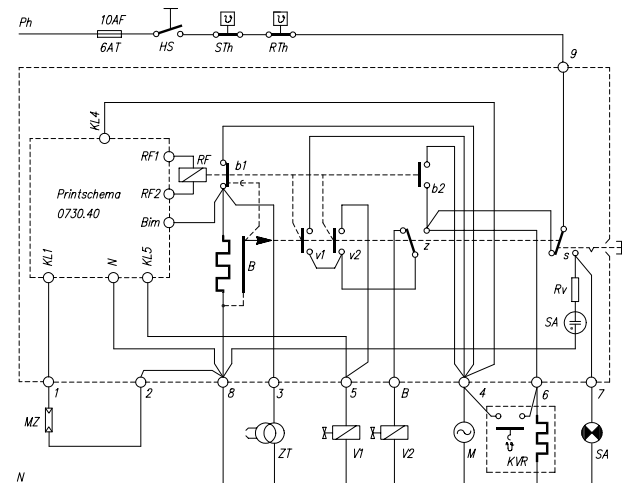 Ph
10AF
6AT
HS
STh
RTh
9
KL4
RF1
RF
b1
Printschema
0730.40
RF2
b2
Bim
KL1
N
KL5
B
v1
v2
z
s
Rv
SA
1
2
8
3
5
B
4
6
7
MZ
ZT
V1
V2
M
KVR
SA
N